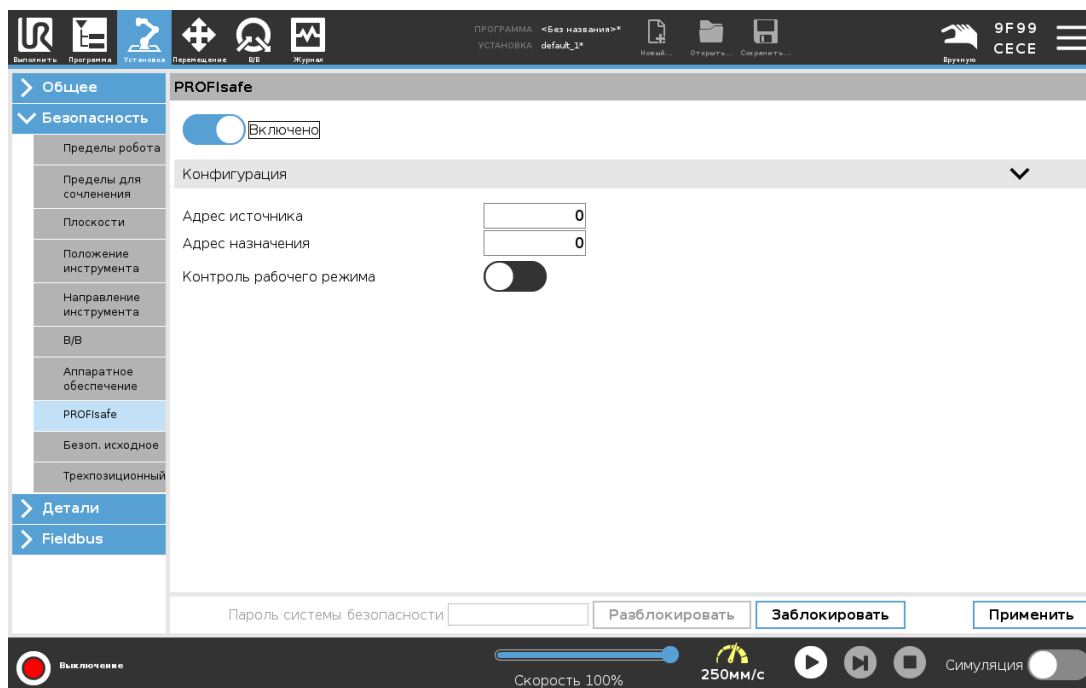 UR
ПРОГРАММА <Без названия>*
УСТАНОВКА default_1*
9F99
CECE
Выполнить Программа Установка Перемещение В/В Журнал
Новый... Открыть... Сохранить...
Вручную
Общее
PROFIsafe
Безопасность
Включено
Пределы робота
Конфигурация
Пределы для
сочленения
Адрес источника 0
Плоскости
Адрес назначения 0
Положение
инструмента
Контроль рабочего режима
Направление
инструмента
В/В
Аппаратное
обеспечение
PROFIsafe
Безоп. исходное
Трехпозиционный
Детали
Fieldbus
Пароль системы безопасности Разблокировать Заблокировать Применить
Выключение
Скорость 100%
250мм/с
Симуляция